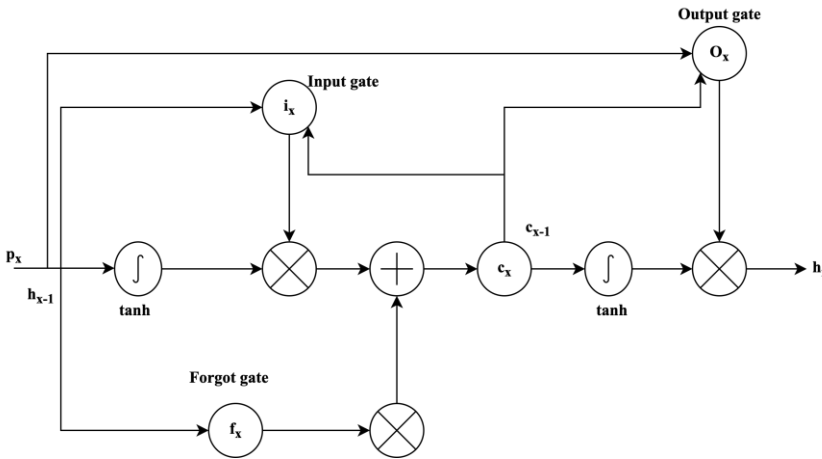 Output gate
Oₓ
Input gate
iₓ
cₓ₋₁
pₓ
∫
cₓ
∫
h
hₓ₋₁
tanh
tanh
Forgot gate
fₓ